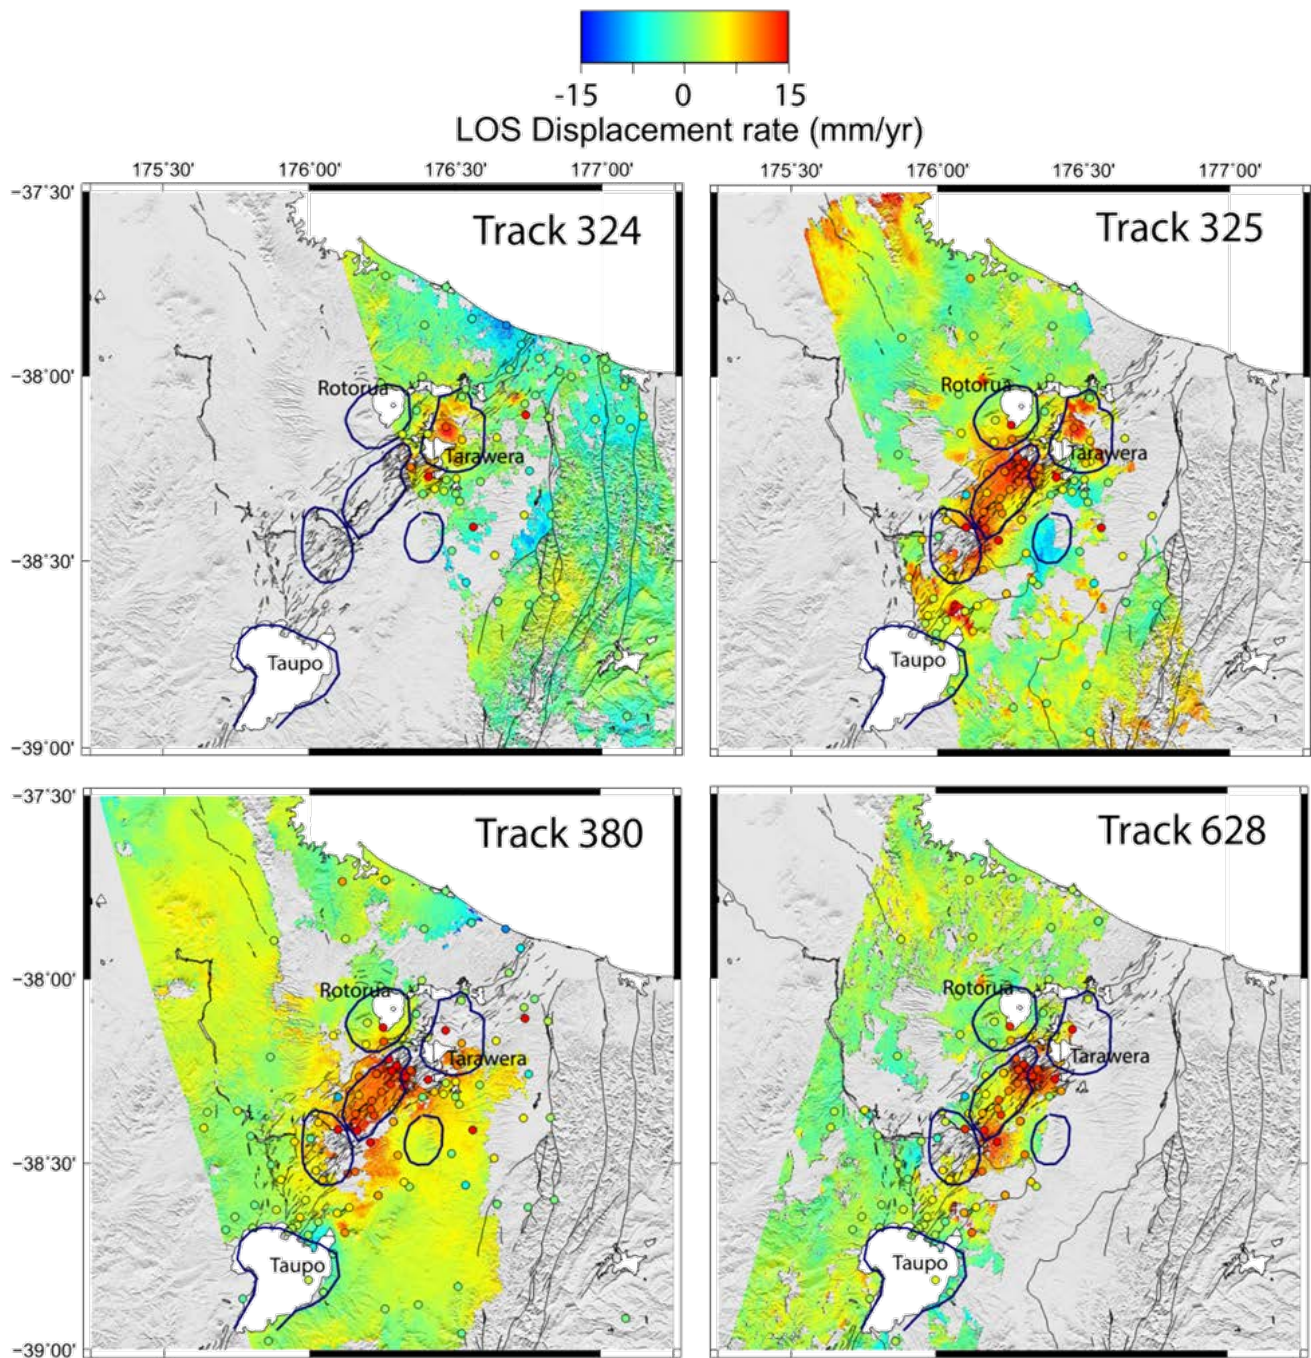 -15 0 15
LOS Displacement rate (mm/yr)
175°30' 176°00' 176°30' 177°00' 175°30' 176°00' 176°30' 177°00'
−37°30'
Track 324 Track 325
−38°00'
Rotorua Rotorua
Tarawera Tarawera
−38°30'
Taupo Taupo
−39°00'
−37°30'
Track 380 Track 628
−38°00'
Rotorua Rotorua
Tarawera Tarawera
−38°30'
Taupo Taupo
−39°00'